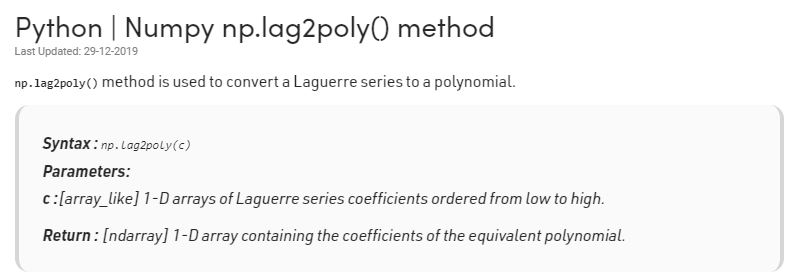 Python | Numpy np.lag2poly() method
Last Updated: 29-12-2019
np.lag2poly() method is used to convert a Laguerre series to a polynomial.
Syntax : np.lag2poly(c)
Parameters:
c :[array_like] 1-D arrays of Laguerre series coefficients ordered from low to high.
Return : [ndarray] 1-D array containing the coefficients of the equivalent polynomial.